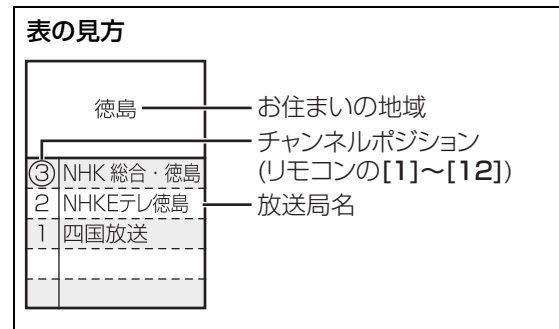 表の見方
徳島
お住まいの地域
チャンネルポジション
(リモコンの[1]~[12])
③ NHK 総合・徳島
2 NHKEテレ徳島
放送局名
1 四国放送